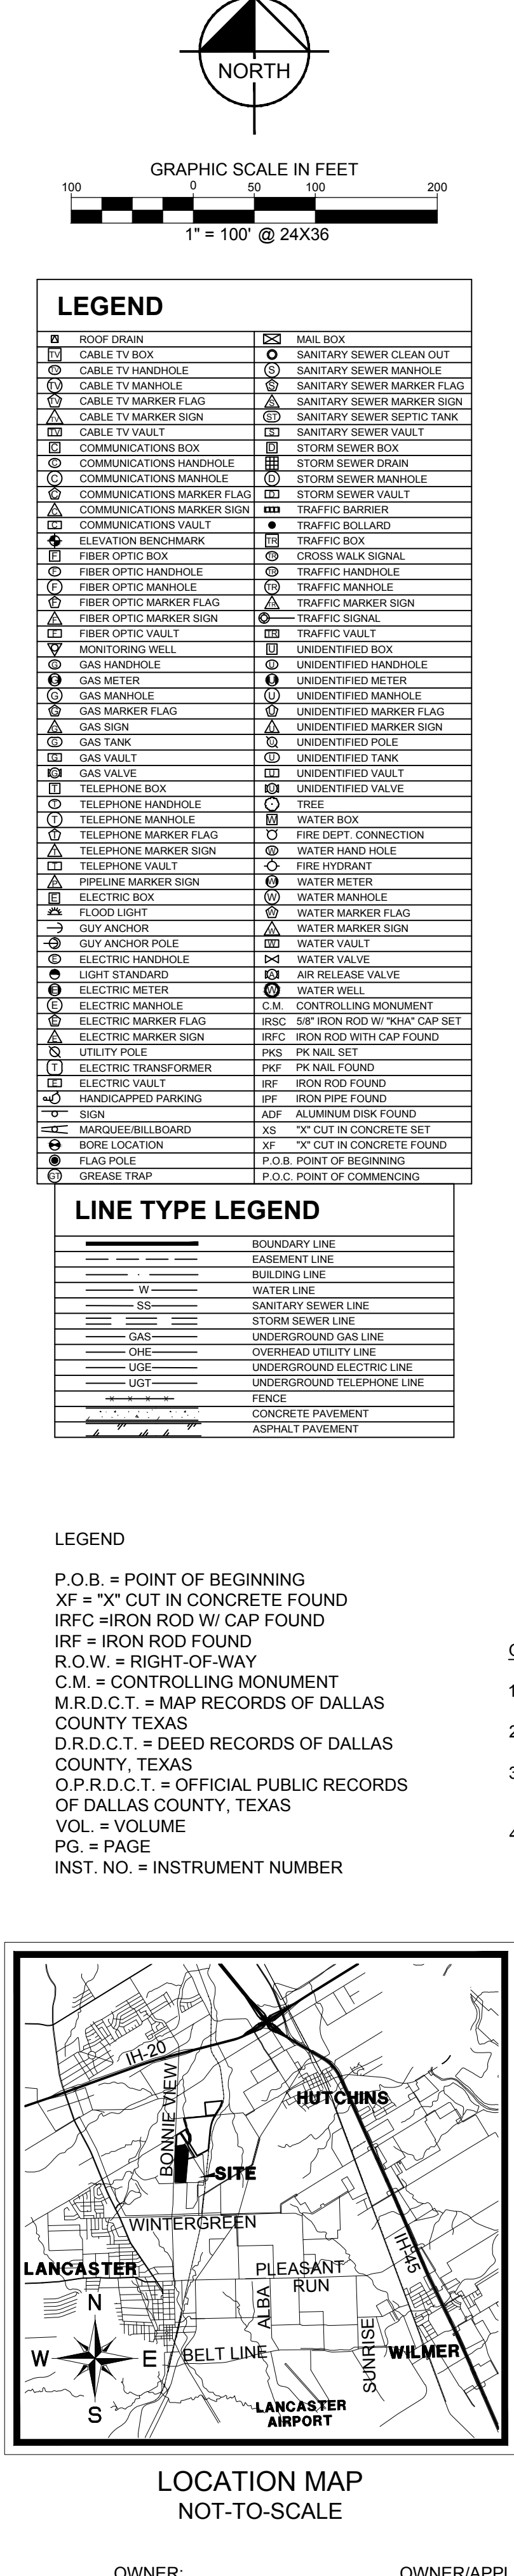 NORTH
GRAPHIC SCALE IN FEET
100 0 50 100 200
1" = 100' @ 24X36
LEGEND
ROOF DRAIN MAIL BOX
TV CABLE TV BOX SANITARY SEWER CLEAN OUT
TV CABLE TV HANDHOLE S SANITARY SEWER MANHOLE
TV CABLE TV MANHOLE S SANITARY SEWER MARKER FLAG
TV CABLE TV MARKER FLAG S SANITARY SEWER MARKER SIGN
TV CABLE TV MARKER SIGN ST SANITARY SEWER SEPTIC TANK
TV CABLE TV VAULT S SANITARY SEWER VAULT
C COMMUNICATIONS BOX D STORM SEWER BOX
C COMMUNICATIONS HANDHOLE STORM SEWER DRAIN
C COMMUNICATIONS MANHOLE D STORM SEWER MANHOLE
C COMMUNICATIONS MARKER FLAG D STORM SEWER VAULT
C COMMUNICATIONS MARKER SIGN TRAFFIC BARRIER
C COMMUNICATIONS VAULT TRAFFIC BOLLARD
ELEVATION BENCHMARK TR TRAFFIC BOX
F FIBER OPTIC BOX TR CROSS WALK SIGNAL
F FIBER OPTIC HANDHOLE TR TRAFFIC HANDHOLE
F FIBER OPTIC MANHOLE TR TRAFFIC MANHOLE
F FIBER OPTIC MARKER FLAG TR TRAFFIC MARKER SIGN
F FIBER OPTIC MARKER SIGN TRAFFIC SIGNAL
F FIBER OPTIC VAULT TR TRAFFIC VAULT
MONITORING WELL U UNIDENTIFIED BOX
G GAS HANDHOLE U UNIDENTIFIED HANDHOLE
G GAS METER U UNIDENTIFIED METER
G GAS MANHOLE U UNIDENTIFIED MANHOLE
G GAS MARKER FLAG U UNIDENTIFIED MARKER FLAG
G GAS SIGN U UNIDENTIFIED MARKER SIGN
G GAS TANK U UNIDENTIFIED POLE
G GAS VAULT U UNIDENTIFIED TANK
G GAS VALVE U UNIDENTIFIED VAULT
T TELEPHONE BOX U UNIDENTIFIED VALVE
T TELEPHONE HANDHOLE TREE
T TELEPHONE MANHOLE W WATER BOX
T TELEPHONE MARKER FLAG FIRE DEPT. CONNECTION
T TELEPHONE MARKER SIGN W WATER HAND HOLE
T TELEPHONE VAULT FIRE HYDRANT
P PIPELINE MARKER SIGN W WATER METER
E ELECTRIC BOX W WATER MANHOLE
FLOOD LIGHT W WATER MARKER FLAG
GUY ANCHOR W WATER MARKER SIGN
GUY ANCHOR POLE W WATER VAULT
E ELECTRIC HANDHOLE WATER VALVE
LIGHT STANDARD A AIR RELEASE VALVE
E ELECTRIC METER W WATER WELL
E ELECTRIC MANHOLE C.M. CONTROLLING MONUMENT
E ELECTRIC MARKER FLAG IRSC 5/8" IRON ROD W/ "KHA" CAP SET
E ELECTRIC MARKER SIGN IRFC IRON ROD WITH CAP FOUND
UTILITY POLE PKS PK NAIL SET
T ELECTRIC TRANSFORMER PKF PK NAIL FOUND
E ELECTRIC VAULT IRF IRON ROD FOUND
HANDICAPPED PARKING IPF IRON PIPE FOUND
SIGN ADF ALUMINUM DISK FOUND
MARQUEE/BILLBOARD XS "X" CUT IN CONCRETE SET
BORE LOCATION XF "X" CUT IN CONCRETE FOUND
FLAG POLE P.O.B. POINT OF BEGINNING
GT GREASE TRAP P.O.C. POINT OF COMMENCING
LINE TYPE LEGEND
BOUNDARY LINE
EASEMENT LINE
BUILDING LINE
W WATER LINE
SS SANITARY SEWER LINE
STORM SEWER LINE
GAS UNDERGROUND GAS LINE
OHE OVERHEAD UTILITY LINE
UGE UNDERGROUND ELECTRIC LINE
UGT UNDERGROUND TELEPHONE LINE
FENCE
CONCRETE PAVEMENT
ASPHALT PAVEMENT
LEGEND
P.O.B. = POINT OF BEGINNING
XF = "X" CUT IN CONCRETE FOUND
IRFC =IRON ROD W/ CAP FOUND
IRF = IRON ROD FOUND
R.O.W. = RIGHT-OF-WAY
C.M. = CONTROLLING MONUMENT
M.R.D.C.T. = MAP RECORDS OF DALLAS
COUNTY TEXAS
D.R.D.C.T. = DEED RECORDS OF DALLAS
COUNTY, TEXAS
O.P.R.D.C.T. = OFFICIAL PUBLIC RECORDS
OF DALLAS COUNTY, TEXAS
VOL. = VOLUME
PG. = PAGE
INST. NO. = INSTRUMENT NUMBER
1
2
3
4
IH-20
BONNIE VIEW
HUTCHINS
SITE
WINTERGREEN
IH-45
LANCASTER
PLEASANT
RUN
ALBA
N
W E
S
BELT LINE
SUNRISE
WILMER
LANCASTER
AIRPORT
LOCATION MAP
NOT-TO-SCALE
OWNER: OWNER/APPL